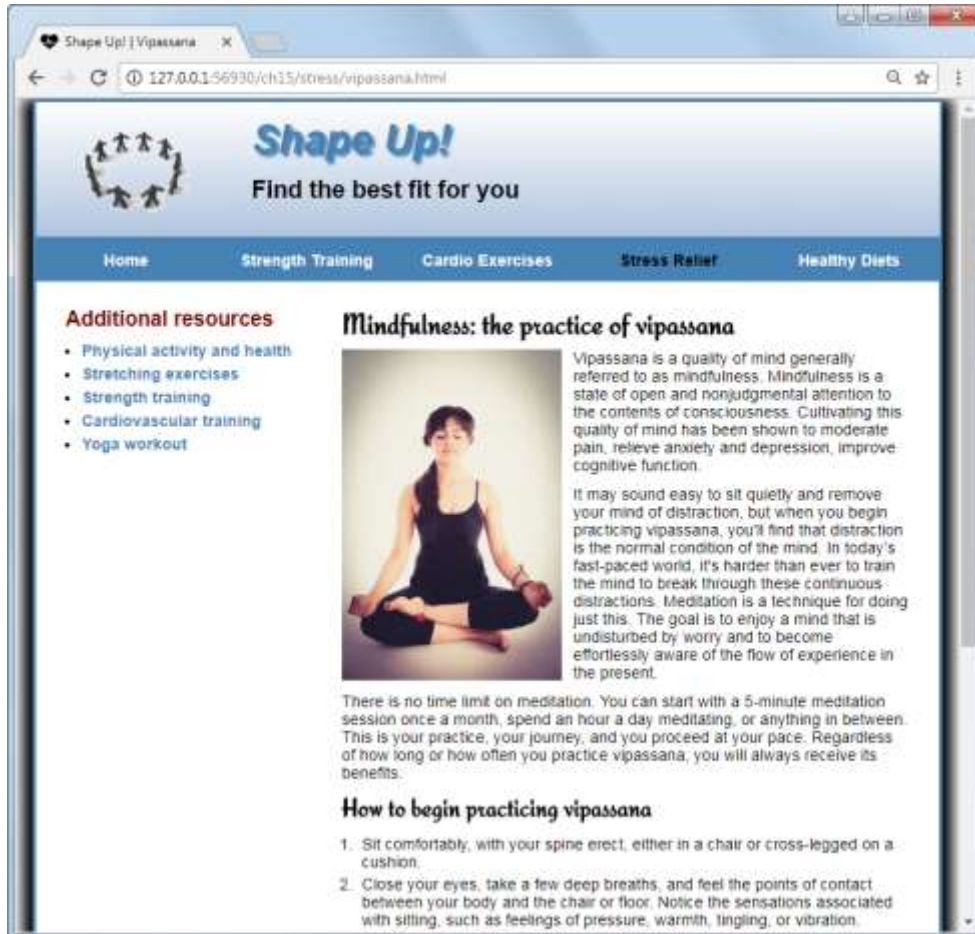 Shape Up! | Vipassana
127.0.0.1:56930/ch15/stress/vipassana.html
Shape Up!
Find the best fit for you
Home Strength Training Cardio Exercises Stress Relief Healthy Diets
Additional resources
• Physical activity and health
• Stretching exercises
• Strength training
• Cardiovascular training
• Yoga workout
Mindfulness: the practice of vipassana
Vipassana is a quality of mind generally
referred to as mindfulness. Mindfulness is a
state of open and nonjudgmental attention to
the contents of consciousness. Cultivating this
quality of mind has been shown to moderate
pain, relieve anxiety and depression, improve
cognitive function.
It may sound easy to sit quietly and remove
your mind of distraction, but when you begin
practicing vipassana, you'll find that distraction
is the normal condition of the mind. In today's
fast-paced world, it's harder than ever to train
the mind to break through these continuous
distractions. Meditation is a technique for doing
just this. The goal is to enjoy a mind that is
undisturbed by worry and to become
effortlessly aware of the flow of experience in
the present.
There is no time limit on meditation. You can start with a 5-minute meditation
session once a month, spend an hour a day meditating, or anything in between.
This is your practice, your journey, and you proceed at your pace. Regardless
of how long or how often you practice vipassana, you will always receive its
benefits.
How to begin practicing vipassana
1. Sit comfortably, with your spine erect, either in a chair or cross-legged on a
cushion.
2. Close your eyes, take a few deep breaths, and feel the points of contact
between your body and the chair or floor. Notice the sensations associated
with sitting, such as feelings of pressure, warmth, tingling, or vibration.